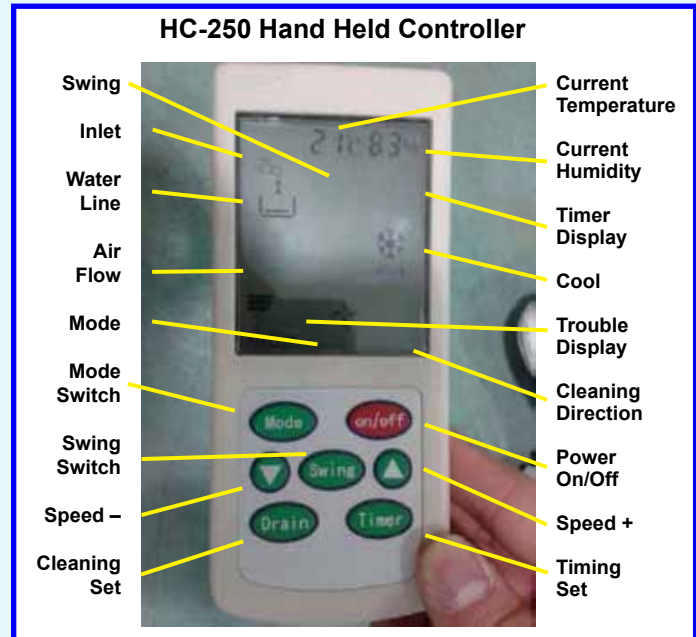 HC-250 Hand Held Controller
Swing
Inlet
Water
Line
Air
Flow
Mode
Mode
Switch
Swing
Switch
Speed –
Cleaning
Set
21c 83%
Mode
on/off
Swing
Drain
Timer
Current
Temperature
Current
Humidity
Timer
Display
Cool
Trouble
Display
Cleaning
Direction
Power
On/Off
Speed +
Timing
Set